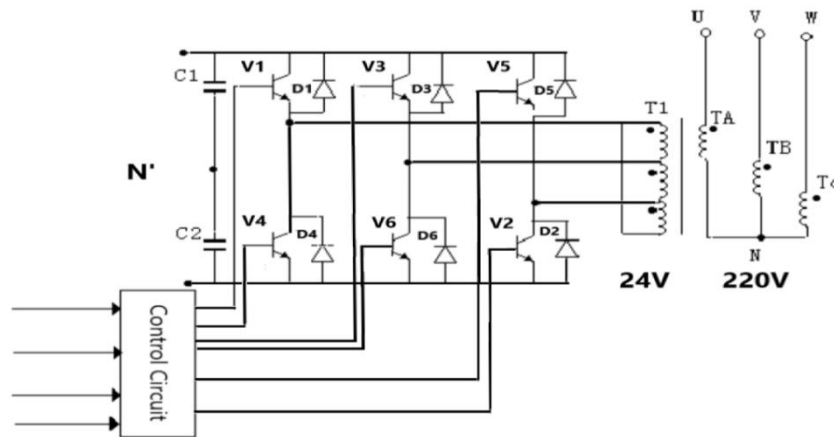 U V W
C1 V1 D1 V3 D3 V5 D5
T1 TA TB
N'
C2 V4 D4 V6 D6 V2 D2
N
24V 220V
Control Circuit